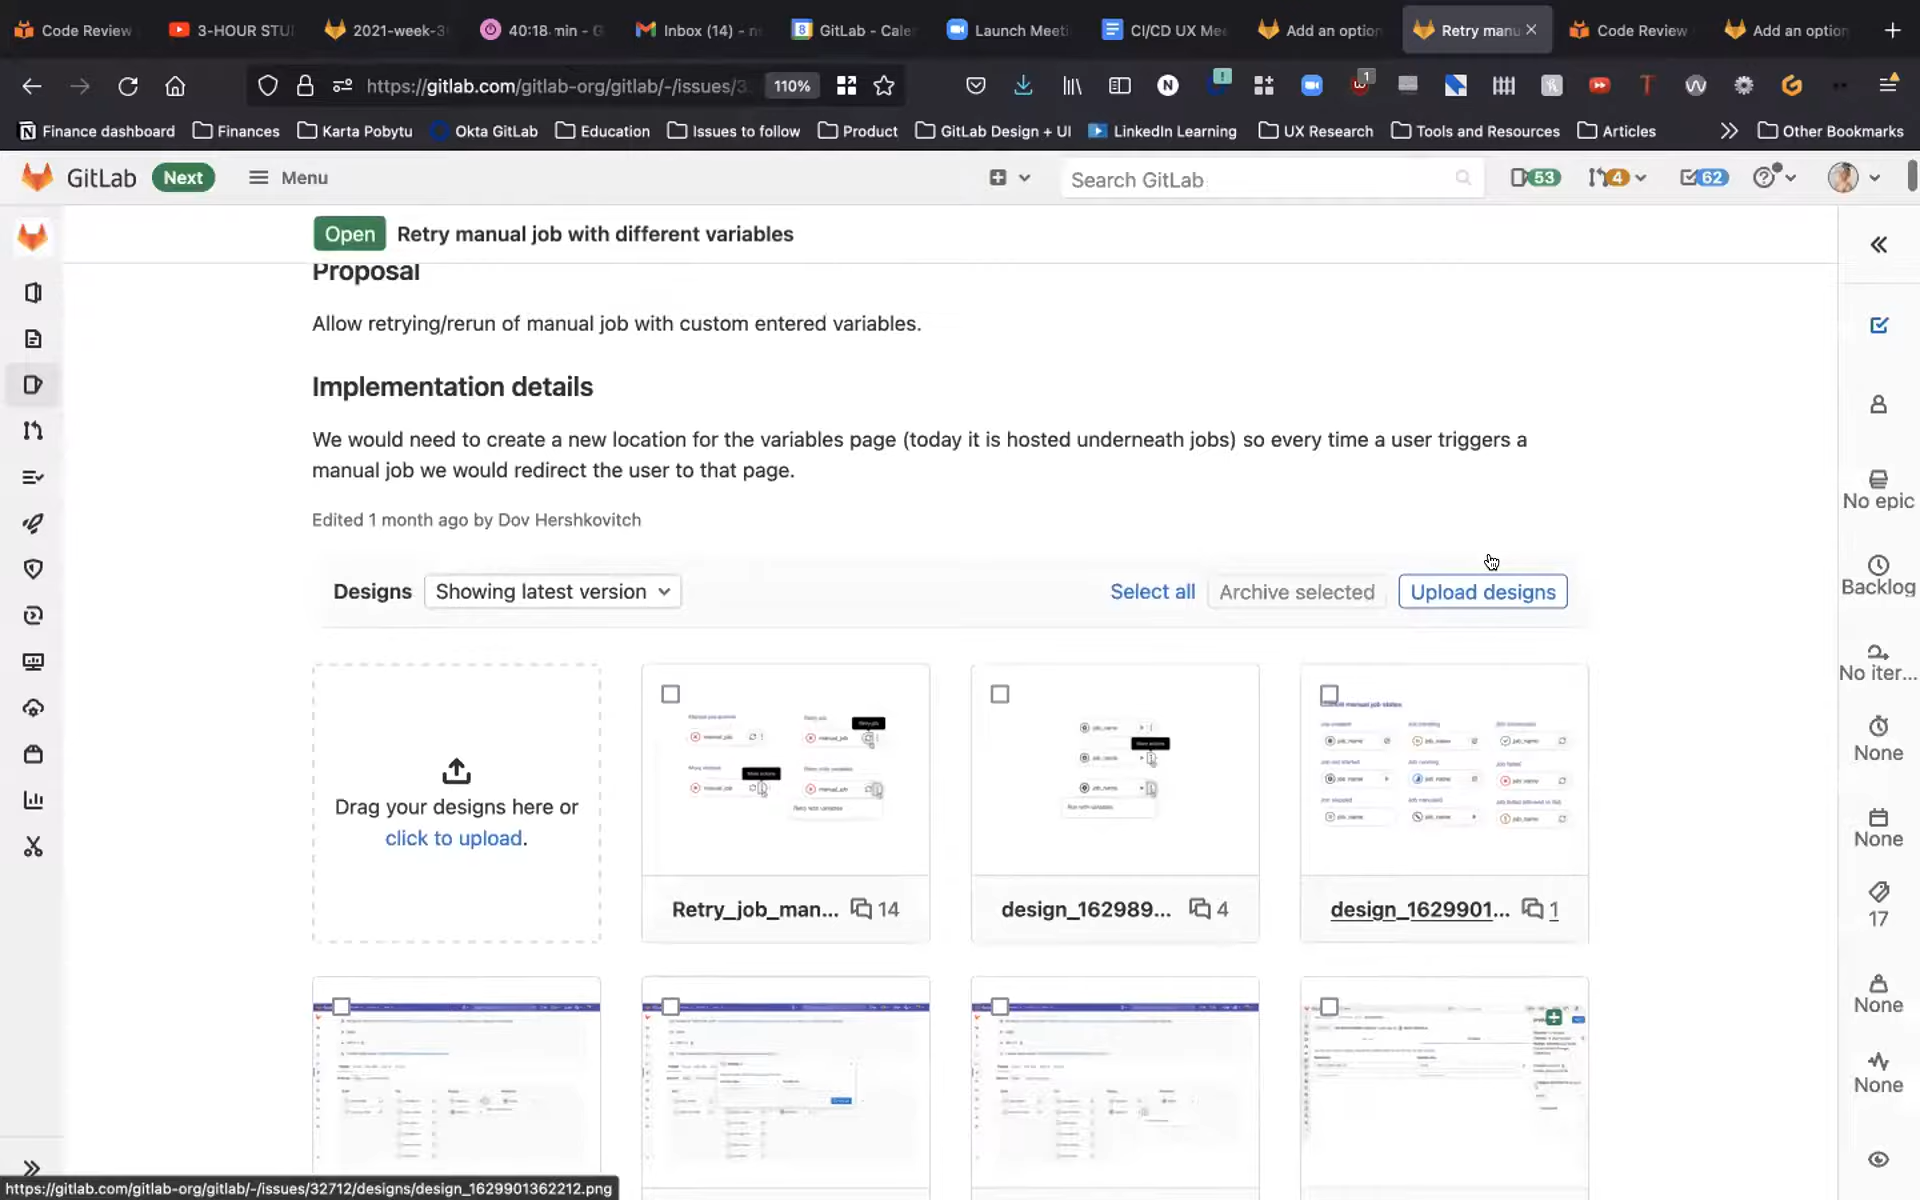 Code Review
3-HOUR STU
2021-week-3
40:18 min - G
Inbox (14) - n
GitLab - Cale
Launch Meeti
CI/CD UX Mee
Add an option
Retry manu
Code Review
Add an option
https://gitlab.com/gitlab-org/gitlab/-/issues/3
110%
1
Finance dashboard
Finances
Karta Pobytu
Okta GitLab
Education
Issues to follow
Product
GitLab Design + UI
LinkedIn Learning
UX Research
Tools and Resources
Articles
Other Bookmarks
GitLab
Next
Menu
Search GitLab
53
4
62
Open
Retry manual job with different variables
Proposal
Allow retrying/rerun of manual job with custom entered variables.
Implementation details
We would need to create a new location for the variables page (today it is hosted underneath jobs) so every time a user triggers a
manual job we would redirect the user to that page.
Edited 1 month ago by Dov Hershkovitch
Designs
Showing latest version
Select all
Archive selected
Upload designs
Drag your designs here or
click to upload.
Retry_job_man...
14
design_162989...
4
design_1629901...
1
No epic
Backlog
No iter...
None
None
17
None
None
https://gitlab.com/gitlab-org/gitlab/-/issues/32712/designs/design_1629901362212.png